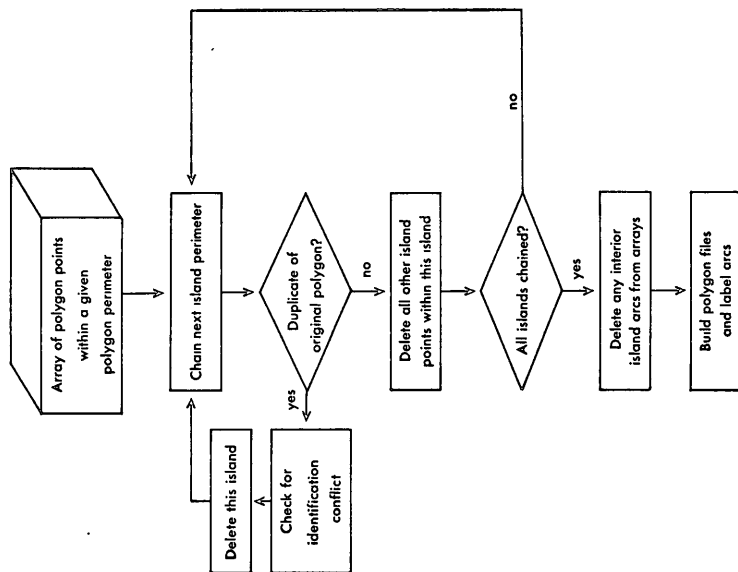 Array of polygon points
within a given
polygon perimeter
Chain next island perimeter
Duplicate of
original polygon?
yes
no
Check for
identification
conflict
Delete this island
Delete all other island
points within this island
All islands chained?
no
yes
Delete any interior
island arcs from arrays
Build polygon files
and label arcs